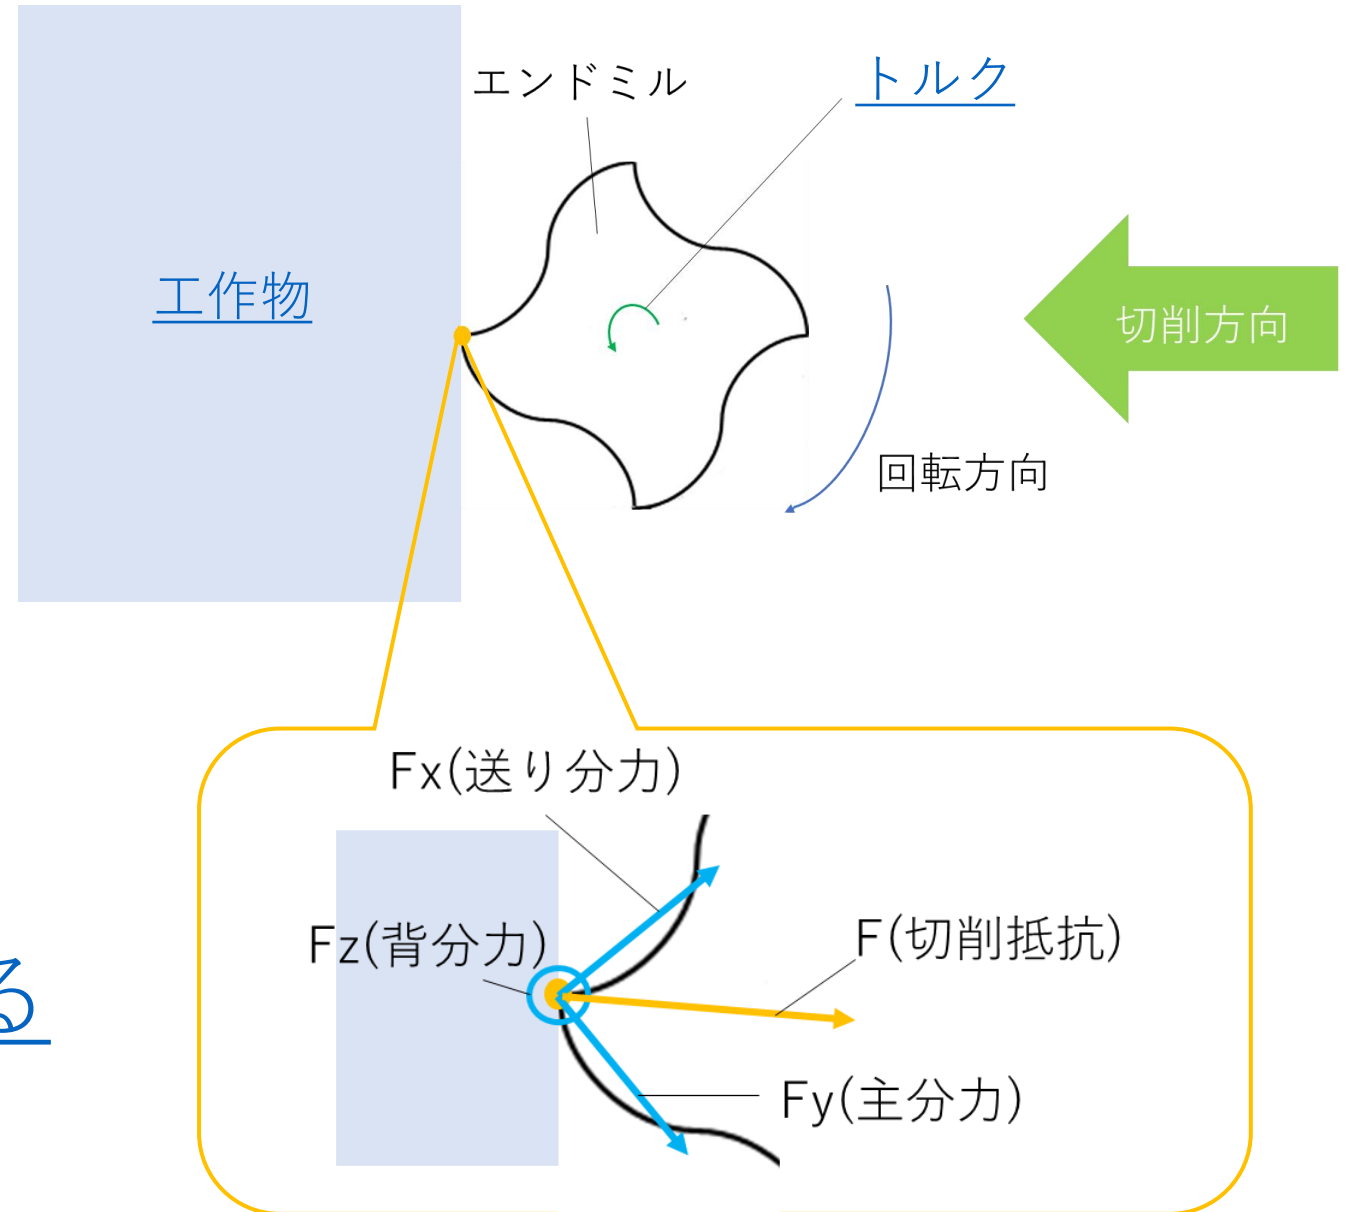 エンドミル
トルク
工作物
切削方向
回転方向
Fx(送り分力)
Fz(背分力)
F(切削抵抗)
る
Fy(主分力)